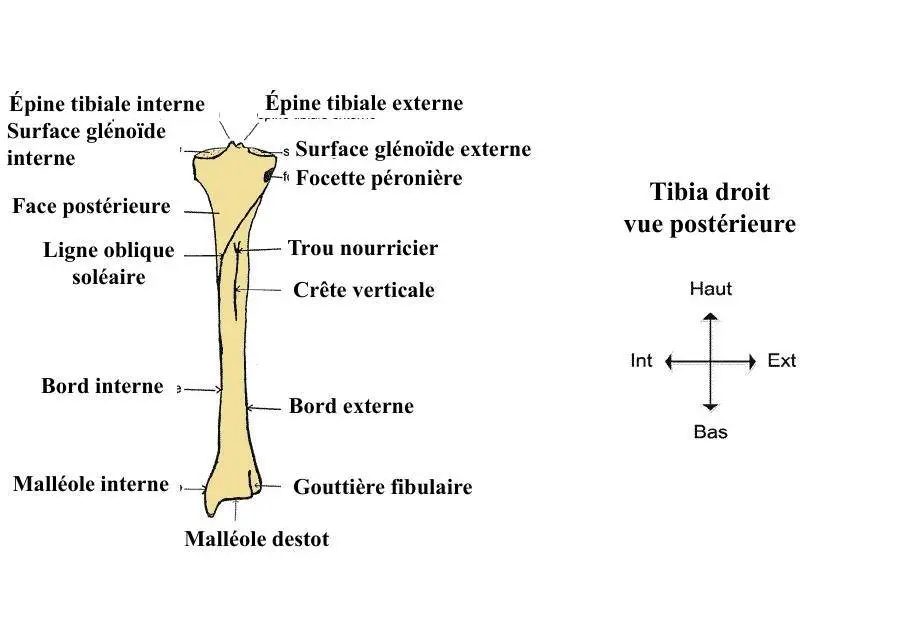 Épine tibiale interne
Épine tibiale externe
Surface glénoïde
interne
Surface glénoïde externe
Focette péronière
Face postérieure
Ligne oblique
soléaire
Trou nourricier
Crête verticale
Bord interne
Bord externe
Malléole interne
Gouttière fibulaire
Malléole destot
Tibia droit
vue postérieure
Haut
Int
Ext
Bas